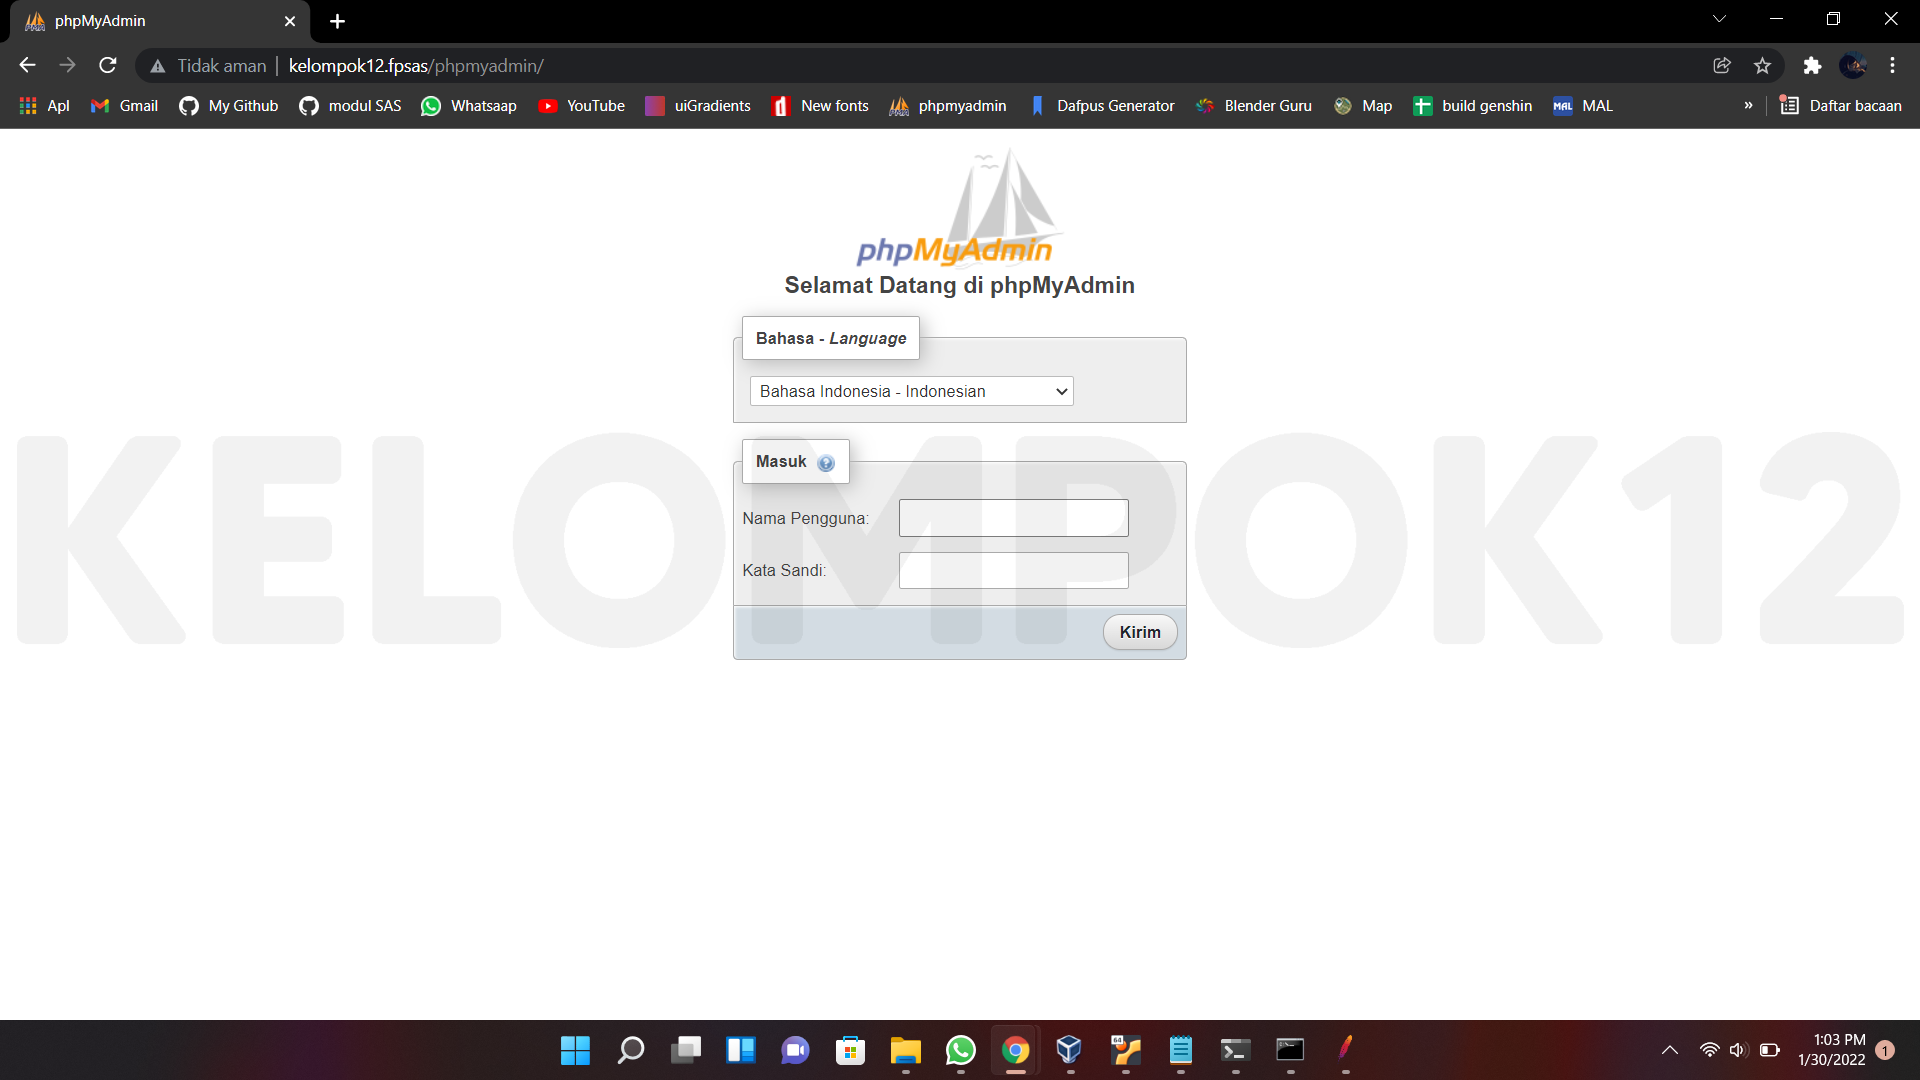 phpMyAdmin
Tidak aman | kelompok12.fpsas/phpmyadmin/
Apl Gmail My Github modul SAS Whatsaap YouTube uiGradients New fonts phpmyadmin Dafpus Generator Blender Guru Map build genshin MAL MAL » Daftar bacaan
phpMyAdmin
Selamat Datang di phpMyAdmin
Bahasa - Language
Bahasa Indonesia - Indonesian
KELOMPOK12
Masuk
Nama Pengguna:
Kata Sandi:
Kirim
64
1:03 PM
1/30/2022
1